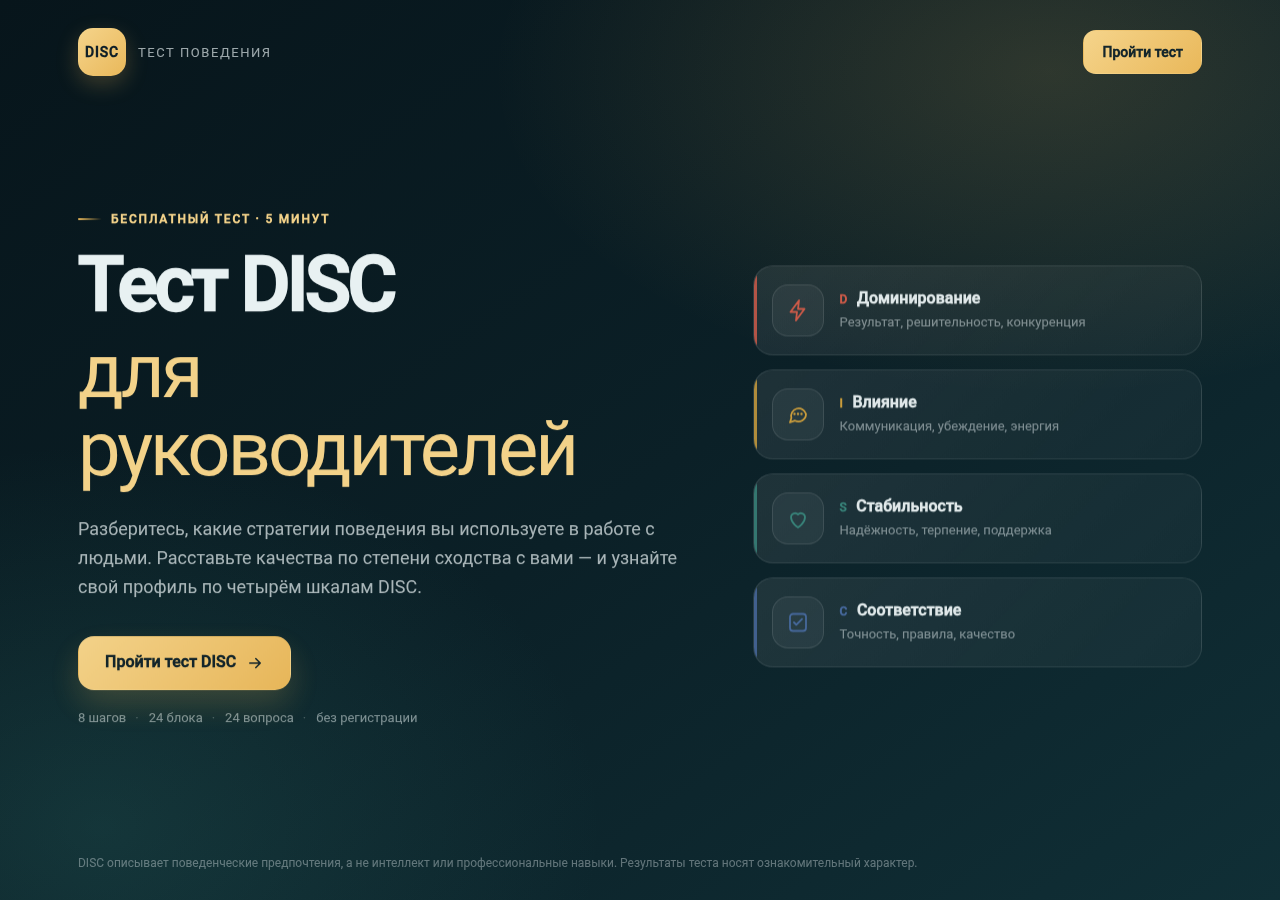 DISC ТЕСТ ПОВЕДЕНИЯ
Пройти тест
БЕСПЛАТНЫЙ ТЕСТ · 5 МИНУТ
Тест DISC
для
руководителей
Разберитесь, какие стратегии поведения вы используете в работе с
людьми. Расставьте качества по степени сходства с вами — и узнайте
свой профиль по четырём шкалам DISC.
Пройти тест DISC →
8 шагов · 24 блока · 24 вопроса · без регистрации
D Доминирование
Результат, решительность, конкуренция
I Влияние
Коммуникация, убеждение, энергия
S Стабильность
Надёжность, терпение, поддержка
C Соответствие
Точность, правила, качество
DISC описывает поведенческие предпочтения, а не интеллект или профессиональные навыки. Результаты теста носят ознакомительный характер.